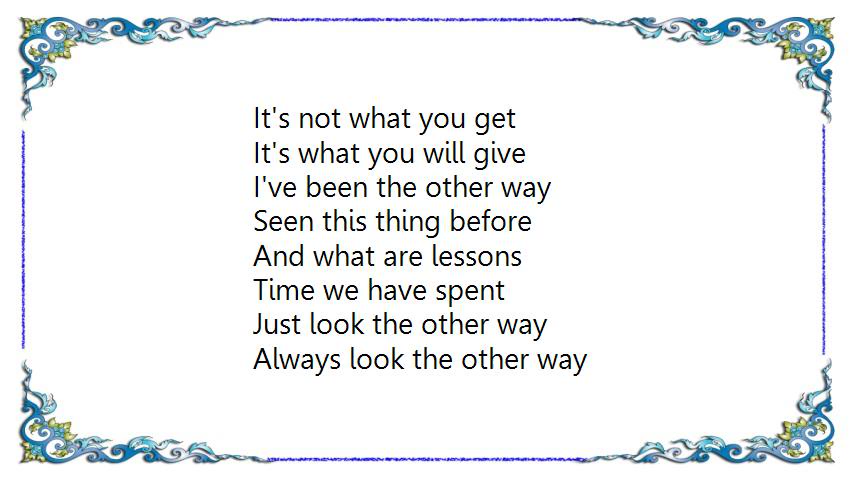 It's not what you get
It's what you will give
I've been the other way
Seen this thing before
And what are lessons
Time we have spent
Just look the other way
Always look the other way